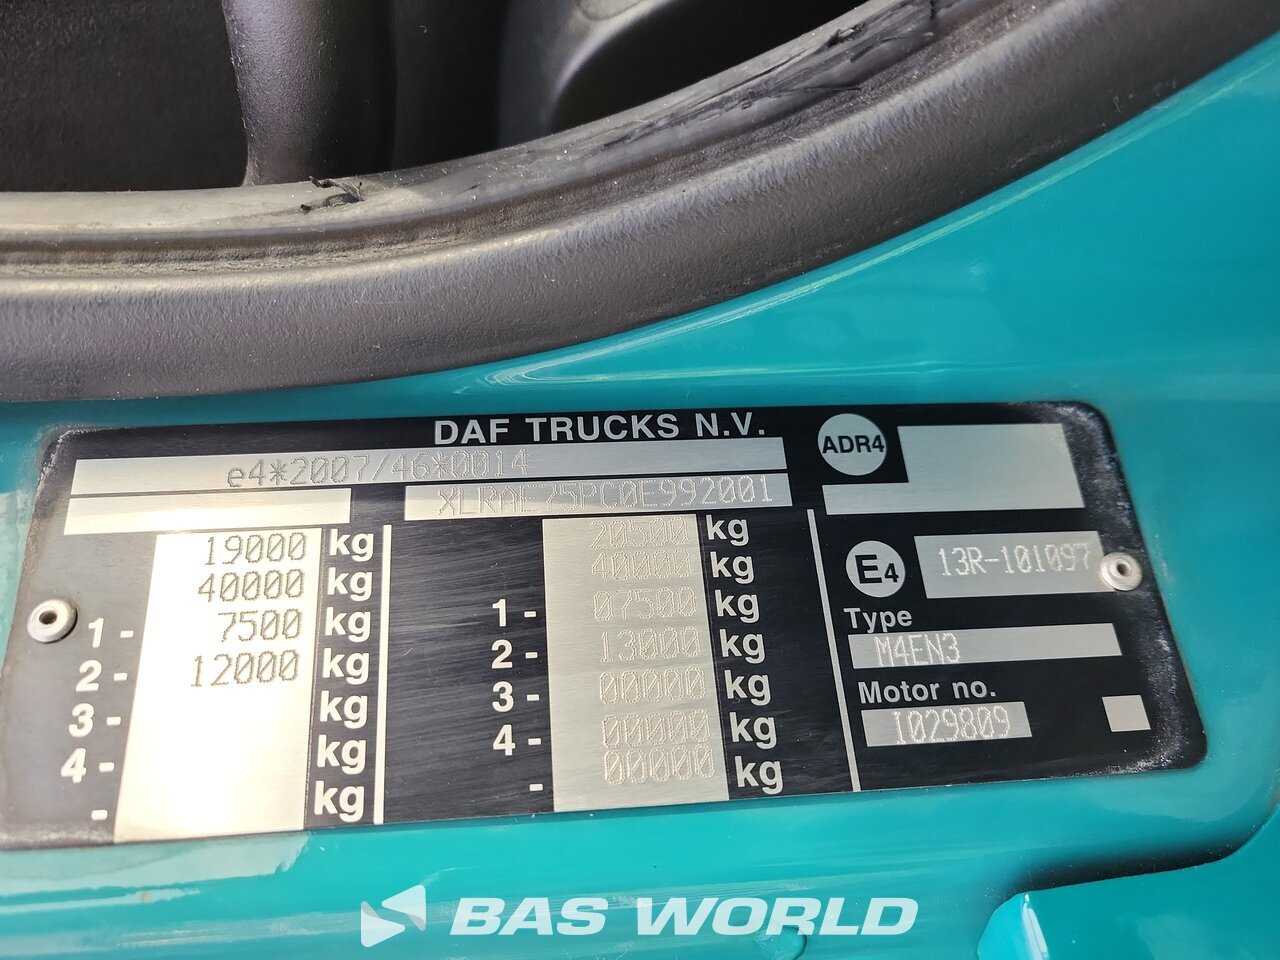 DAF TRUCKS N.V.
e4*2007/46*0014
XLRAE75PC0E992001
19000 kg
40000 kg
1- 7500 kg
2- 12000 kg
3- kg
4- kg
- kg
20500 kg
40000 kg
1- 07500 kg
2- 13000 kg
3- 00000 kg
4- 00000 kg
- 00000 kg
ADR4
E4 13R-101097
Type
M4EN3
Motor no.
I029809
BAS WORLD